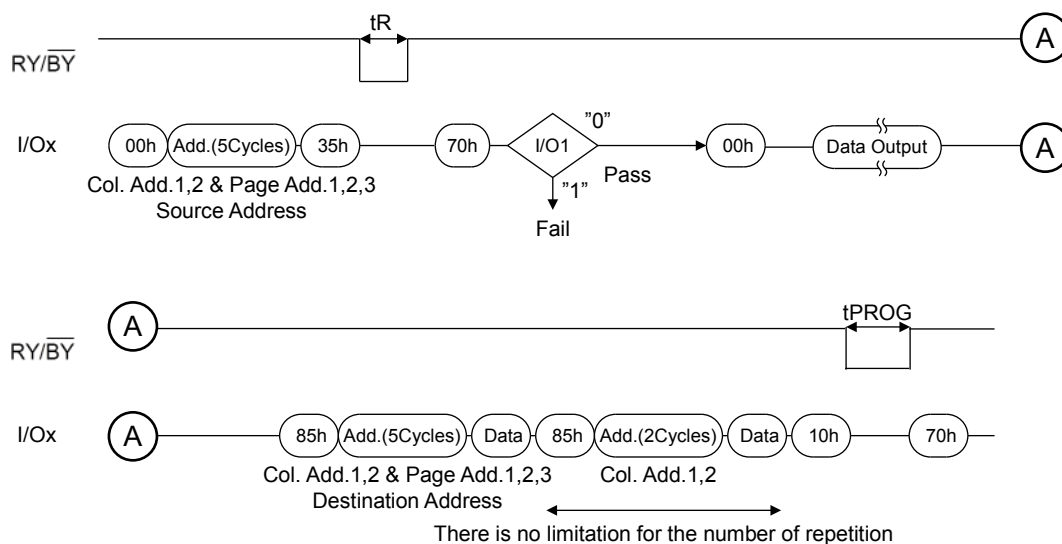 tR
RY/BY
A
I/Ox
00h
Add.(5Cycles)
35h
70h
I/O1
"0"
Pass
"1"
Fail
00h
Data Output
A
Col. Add.1,2 & Page Add.1,2,3
Source Address
A
tPROG
RY/BY
I/Ox
A
85h
Add.(5Cycles)
Data
85h
Add.(2Cycles)
Data
10h
70h
Col. Add.1,2 & Page Add.1,2,3
Destination Address
Col. Add.1,2
There is no limitation for the number of repetition